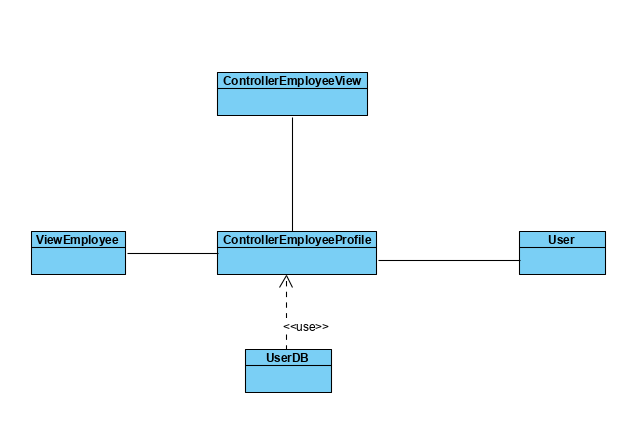 ControllerEmployeeView
ViewEmployee
ControllerEmployeeProfile
User
<<use>>
UserDB